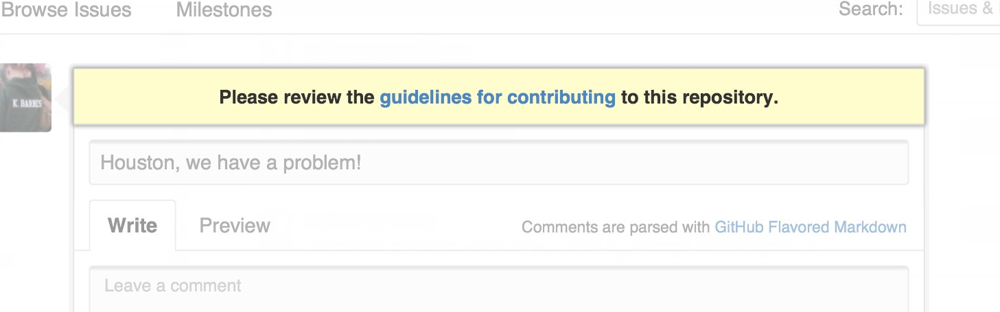 Browse Issues Milestones Search: Issues &
K. BARNES
Please review the guidelines for contributing to this repository.
Houston, we have a problem!
Write Preview Comments are parsed with GitHub Flavored Markdown
Leave a comment